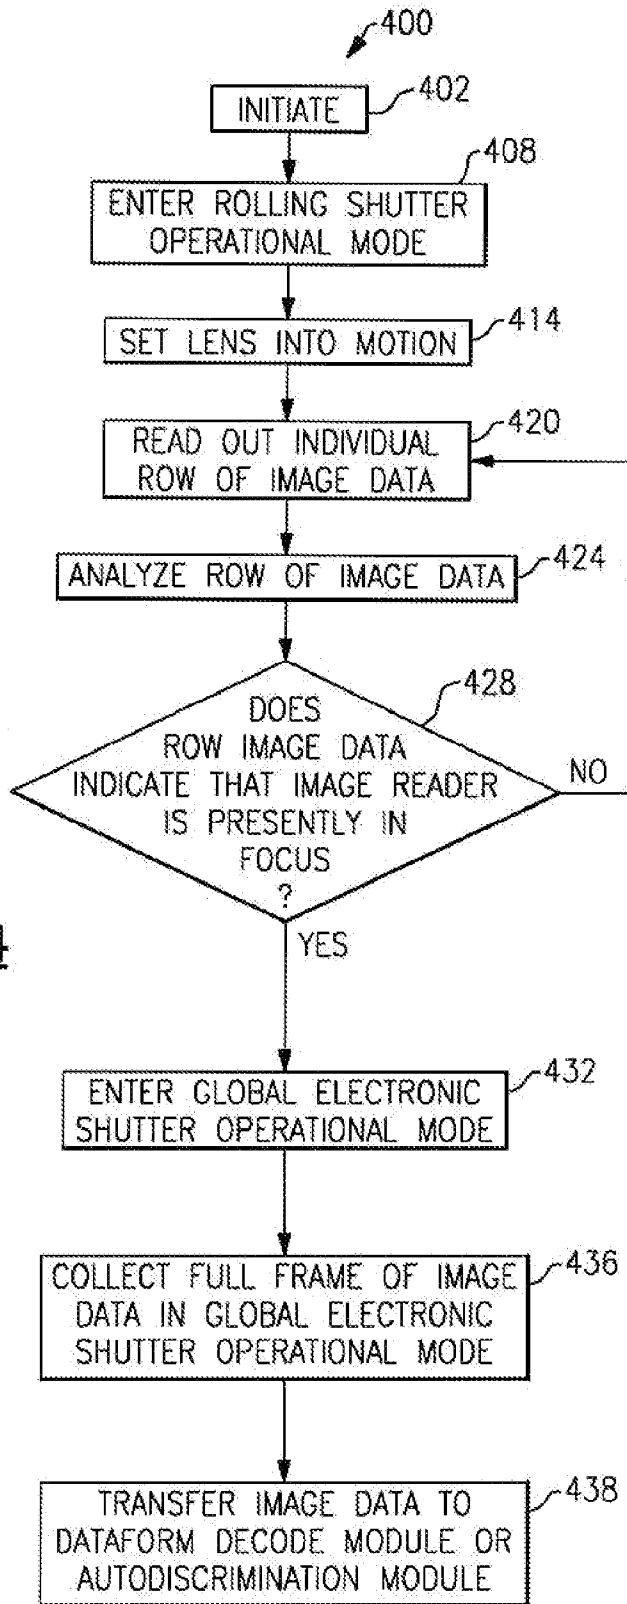 400
INITIATE
402
408
ENTER ROLLING SHUTTER
OPERATIONAL MODE
SET LENS INTO MOTION
414
READ OUT INDIVIDUAL
ROW OF IMAGE DATA
420
ANALYZE ROW OF IMAGE DATA
424
428
DOES
ROW IMAGE DATA
INDICATE THAT IMAGE READER
IS PRESENTLY IN
FOCUS
?
NO
YES
ENTER GLOBAL ELECTRONIC
SHUTTER OPERATIONAL MODE
432
COLLECT FULL FRAME OF IMAGE
DATA IN GLOBAL ELECTRONIC
SHUTTER OPERATIONAL MODE
436
TRANSFER IMAGE DATA TO
DATAFORM DECODE MODULE OR
AUTODISCRIMINATION MODULE
438